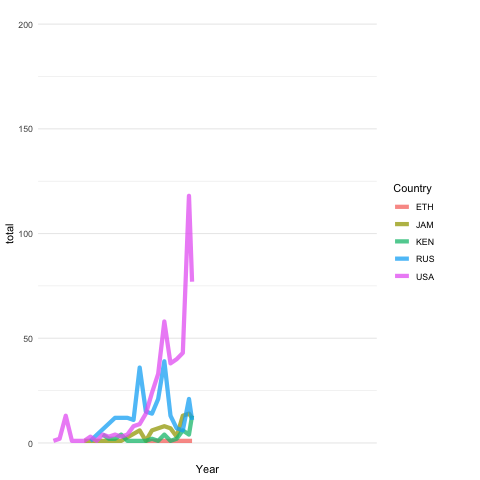 200
150
100
50
0
total
Year
Country
ETH
JAM
KEN
RUS
USA